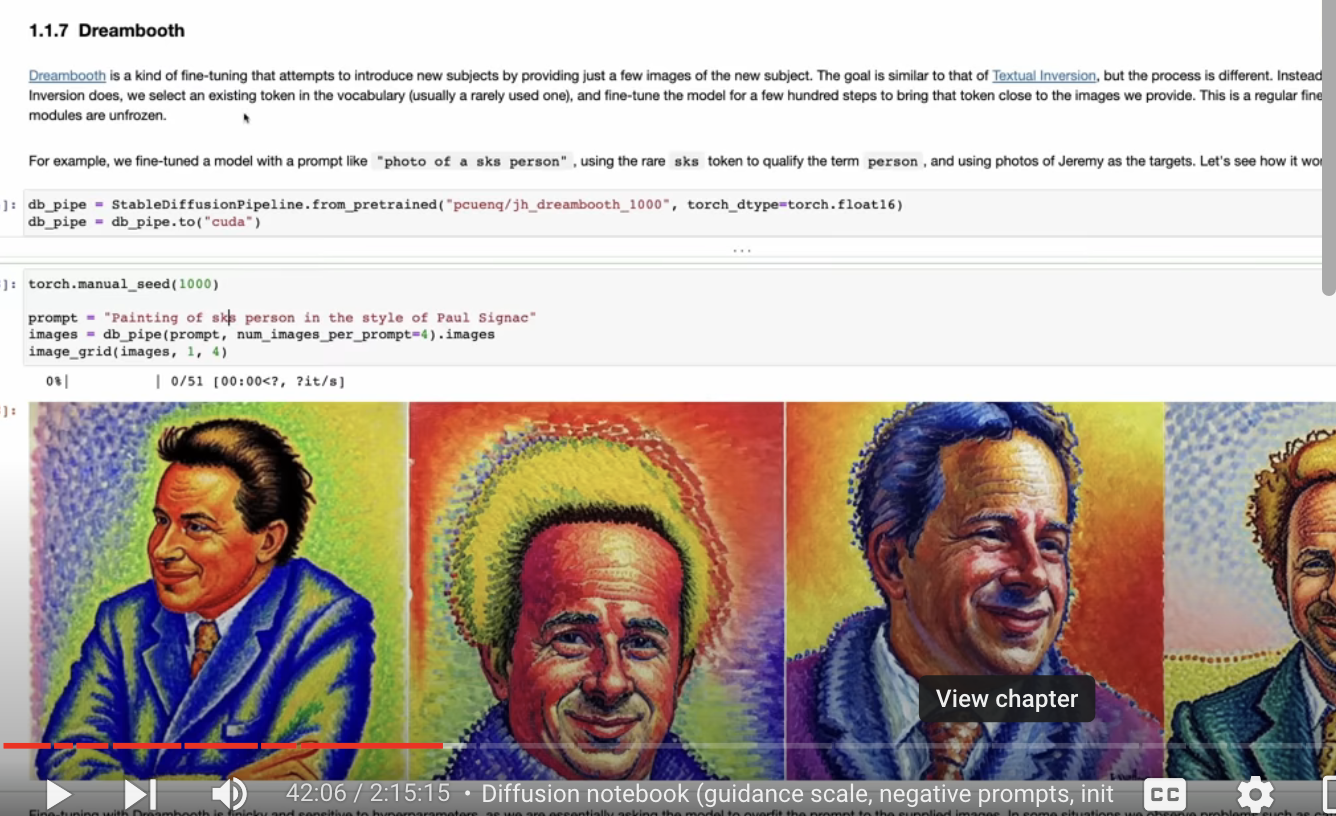 1.1.7 Dreambooth
Dreambooth is a kind of fine-tuning that attempts to introduce new subjects by providing just a few images of the new subject. The goal is similar to that of Textual Inversion, but the process is different. Instead
Inversion does, we select an existing token in the vocabulary (usually a rarely used one), and fine-tune the model for a few hundred steps to bring that token close to the images we provide. This is a regular fine
modules are unfrozen.
For example, we fine-tuned a model with a prompt like "photo of a sks person" , using the rare sks token to qualify the term person , and using photos of Jeremy as the targets. Let's see how it wo
]: db_pipe = StableDiffusionPipeline.from_pretrained("pcuenq/jh_dreambooth_1000", torch_dtype=torch.float16)
db_pipe = db_pipe.to("cuda")
...
]: torch.manual_seed(1000)
prompt = "Painting of sks person in the style of Paul Signac"
images = db_pipe(prompt, num_images_per_prompt=4).images
image_grid(images, 1, 4)
0%| | 0/51 [00:00<?, ?it/s]
]:
View chapter
42:06 / 2:15:15 • Diffusion notebook (guidance scale, negative prompts, init
CC
Fine-tuning with Dreambooth is finicky and sensitive to hyperparameters, as we are essentially asking the model to overfit the prompt to the supplied images. In some situations we observe problems such as